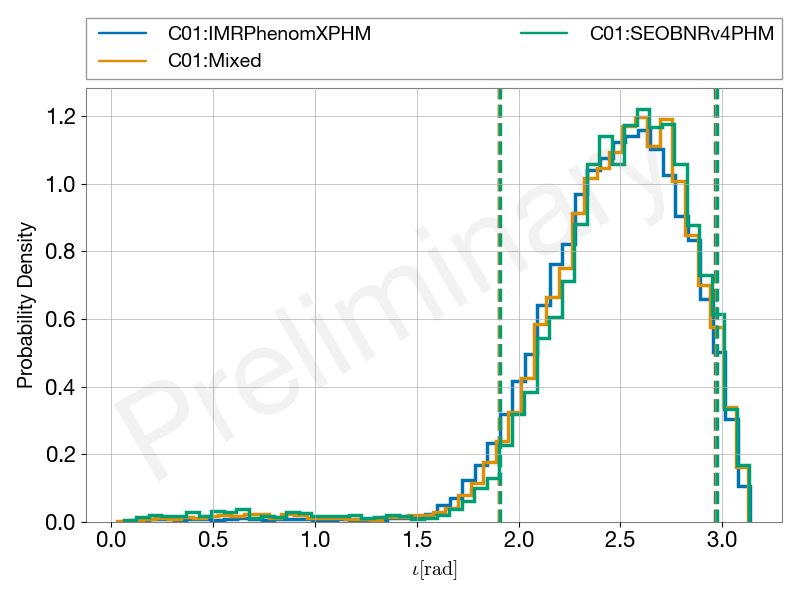 C01:IMRPhenomXPHM
C01:Mixed
C01:SEOBNRv4PHM
Probability Density
1.2
1.0
0.8
0.6
0.4
0.2
0.0
Preliminary
0.0 0.5 1.0 1.5 2.0 2.5 3.0
ι[rad]